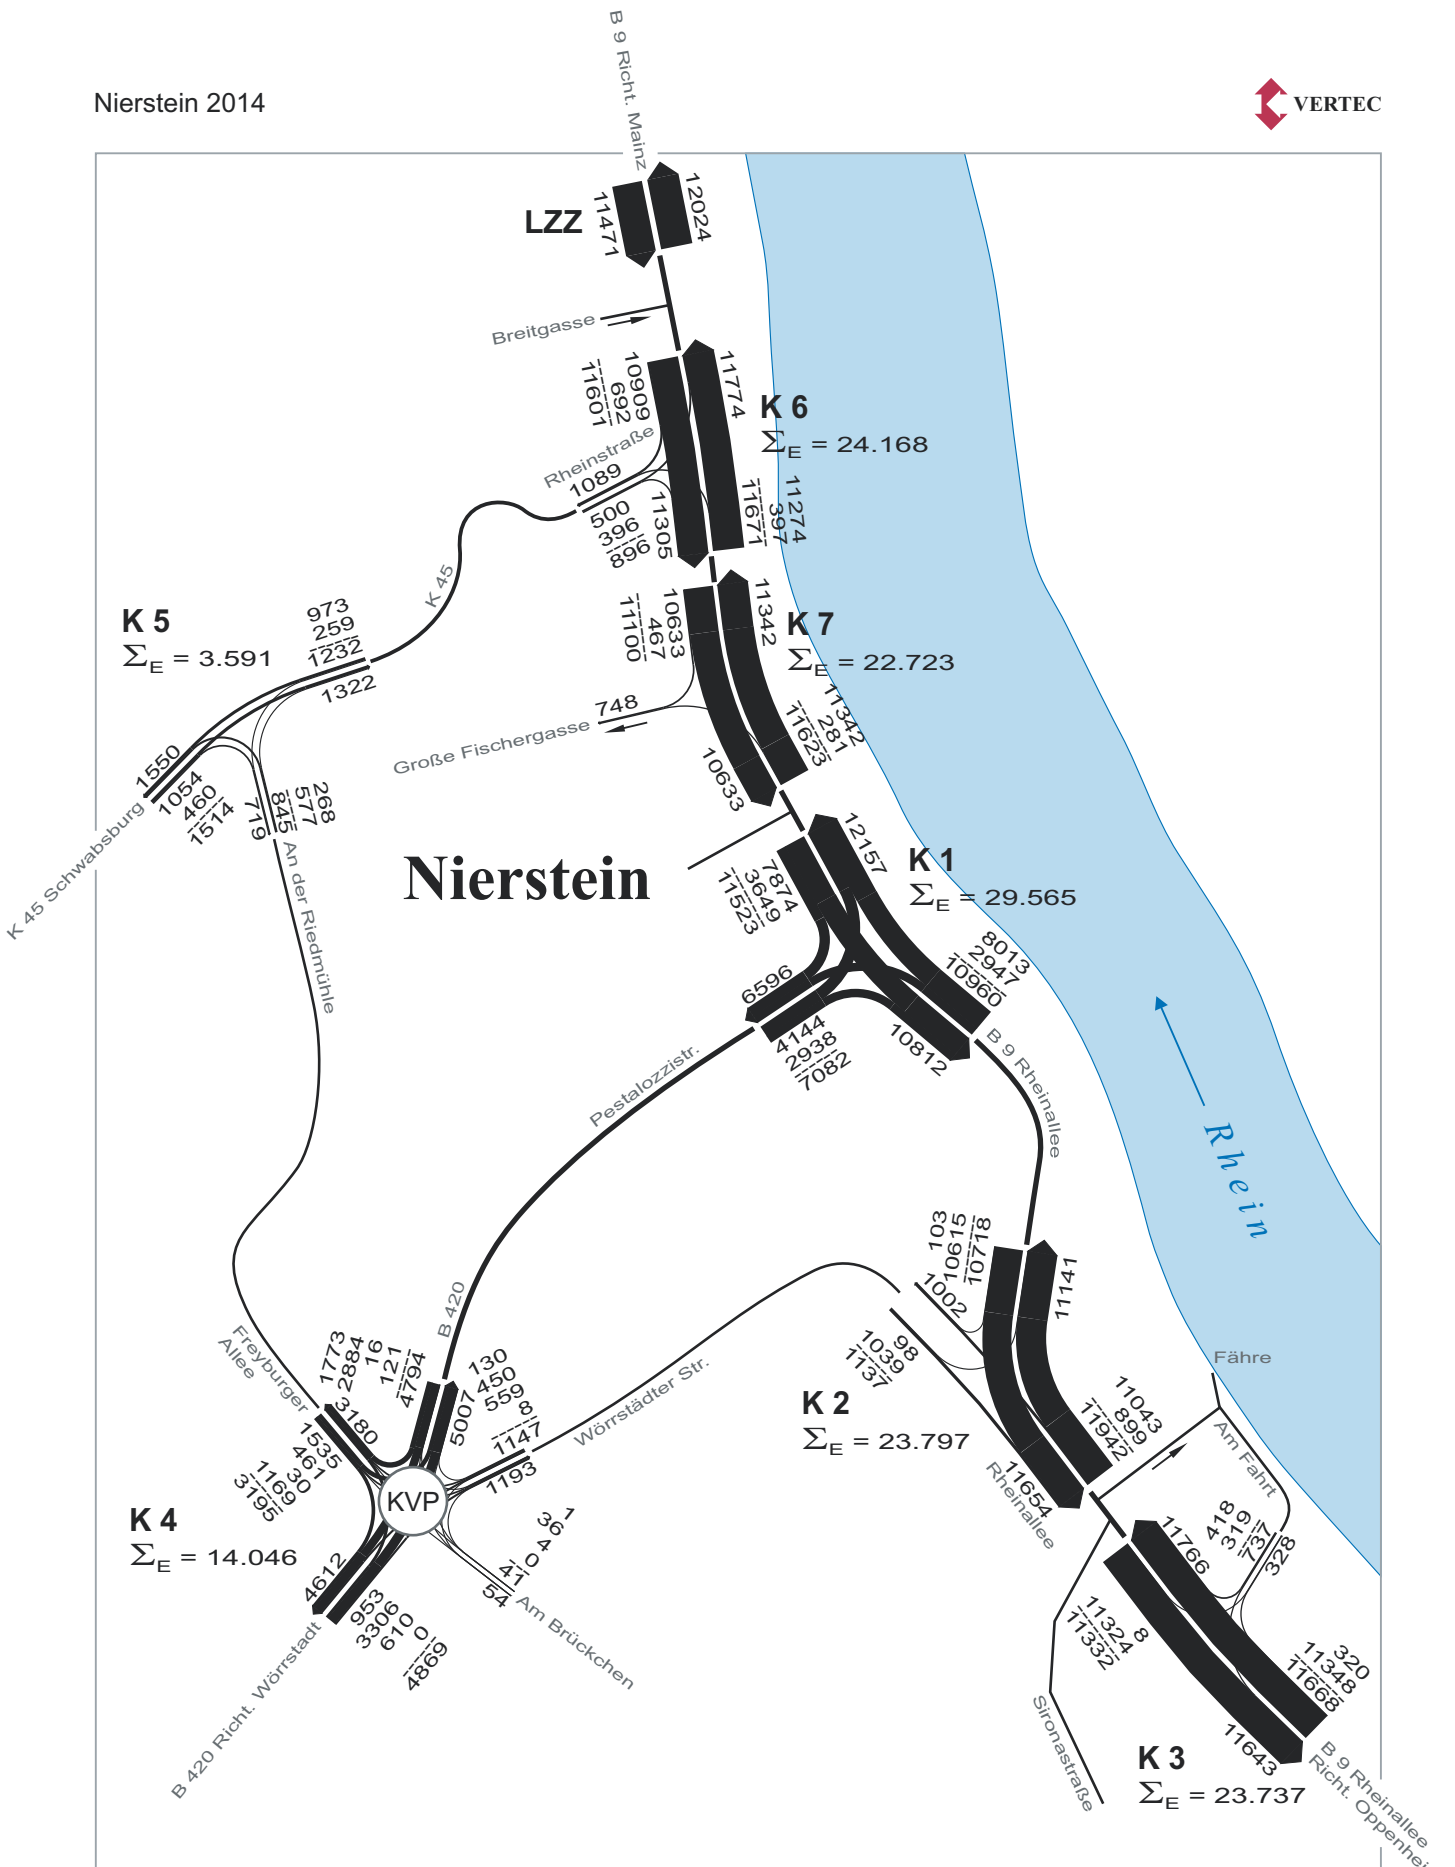 B 9 Richt. Mainz
Nierstein 2014
VERTEC
LZZ
11471
12024
Breitgasse
10909
692
11601
11774
K 6
ΣE = 24.168
Rheinstraße
1089
500
396
896
11305
11274
397
11671
K 45
K 5
ΣE = 3.591
973
259
1232
1322
10633
467
11100
11342
K 7
ΣE = 22.723
748
Große Fischergasse
10633
11342
281
11623
1550
1054
460
1514
K 45 Schwabsburg
268
577
845
719
An der Riedmühle
Nierstein
7874
3649
11523
12157
K 1
ΣE = 29.565
8013
2947
10960
6596
4144
2938
7082
10812
B 9 Rheinallee
Pestalozzistr.
Rhein
B 420
103
10615
10718
1002
11141
98
1039
1137
K 2
ΣE = 23.797
11043
899
11942
11654
Rheinallee
Fähre
Am Fahrt
Freyburger
Allee
1773
2884
16
121
4794
3
3180
5007
130
450
559
8
1147
1193
Wörrstädter Str.
1535
461
30
1169
3195
KVP
K 4
ΣE = 14.046
4612
953
3306
610
0
4869
B 420 Richt. Wörrstadt
1
36
4
0
41
54
Am Brückchen
11766
418
319
737
328
8
11324
11332
320
11348
11668
11643
Sironastraße
K 3
ΣE = 23.737
B 9 Rheinallee
Richt. Oppenhei